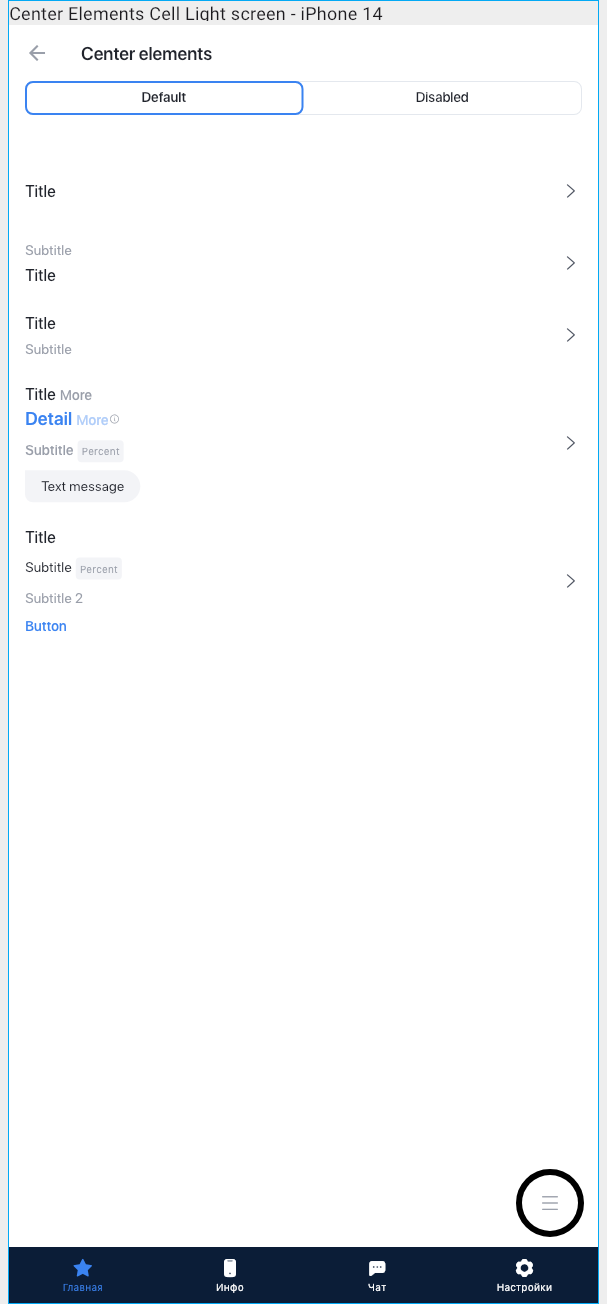 Center Elements Cell Light screen - iPhone 14
Center elements
Default Disabled
Title
Subtitle
Title
Title
Subtitle
Title More
Detail More
Subtitle Percent
Text message
Title
Subtitle Percent
Subtitle 2
Button
Главная Инфо Чат Настройки